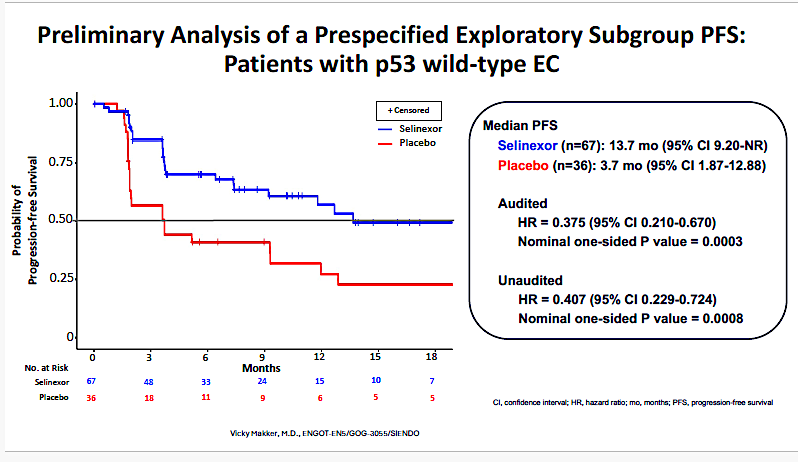 Preliminary Analysis of a Prespecified Exploratory Subgroup PFS:
Patients with p53 wild-type EC
Probability of
Progression-free Survival
1.00
0.75
0.50
0.25
0
+Censored
Selinexor
Placebo
0 3 6 9 12 15 18
Months
No. at Risk
Selinexor 67 48 33 24 15 10 7
Placebo 36 18 11 9 6 5 5
Median PFS
Selinexor (n=67): 13.7 mo (95% CI 9.20-NR)
Placebo (n=36): 3.7 mo (95% CI 1.87-12.88)
Audited
HR = 0.375 (95% CI 0.210-0.670)
Nominal one-sided P value = 0.0003
Unaudited
HR = 0.407 (95% CI 0.229-0.724)
Nominal one-sided P value = 0.0008
CI, confidence interval; HR, hazard ratio; mo, months; PFS, progression-free survival
Vicky Makker, M.D., ENGOT-EN5/GOG-3055/SIENDO